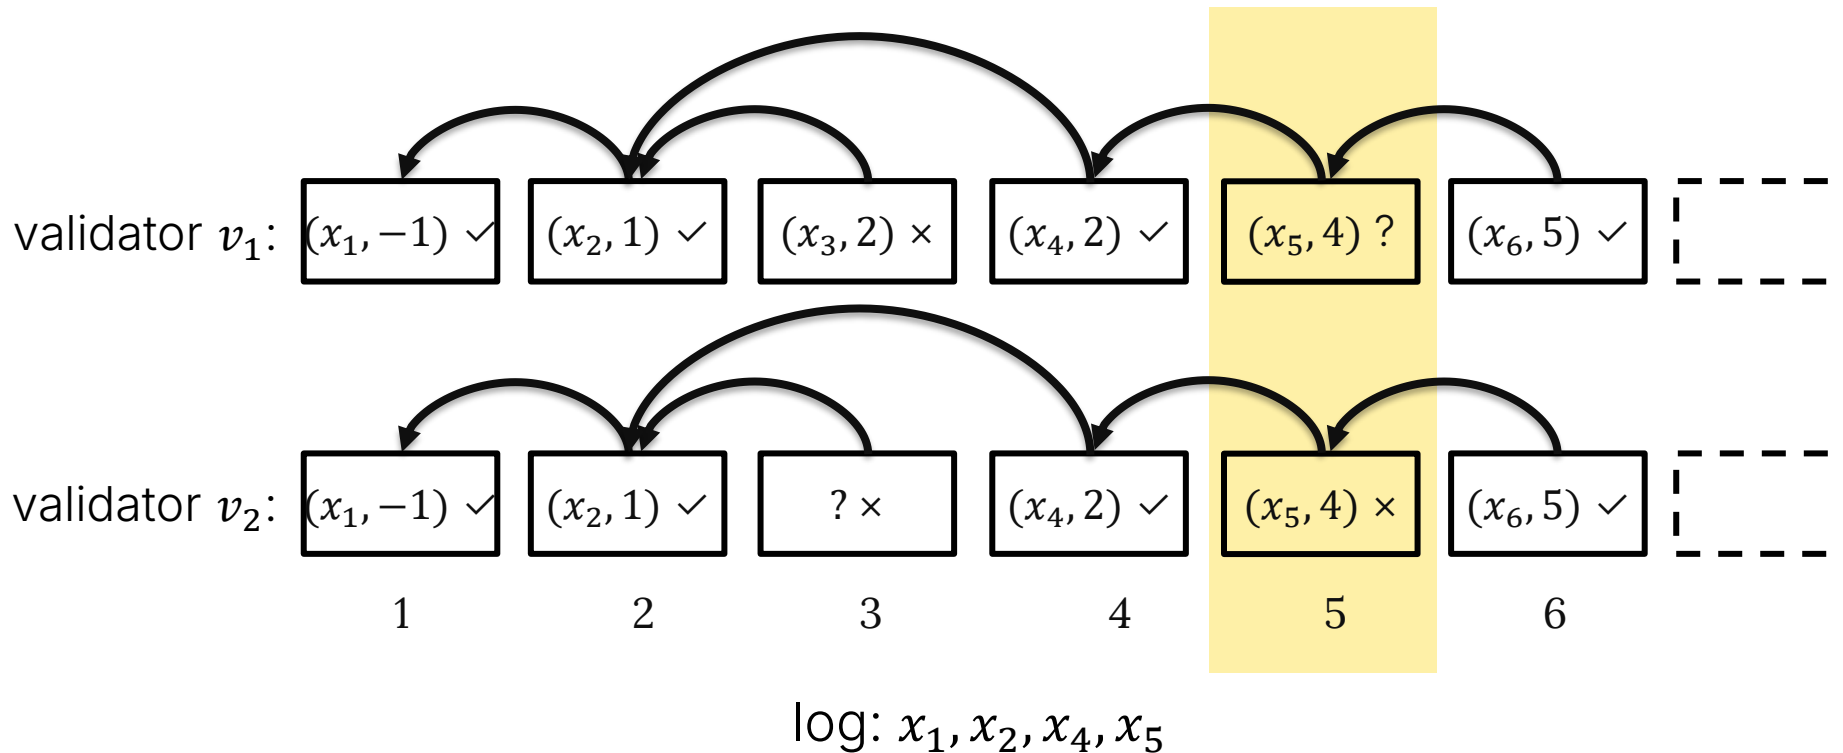 validator v₁: (x₁, −1) ✓ (x₂, 1) ✓ (x₃, 2) × (x₄, 2) ✓ (x₅, 4) ? (x₆, 5) ✓
validator v₂: (x₁, −1) ✓ (x₂, 1) ✓ ? × (x₄, 2) ✓ (x₅, 4) × (x₆, 5) ✓
1 2 3 4 5 6
log: x₁, x₂, x₄, x₅